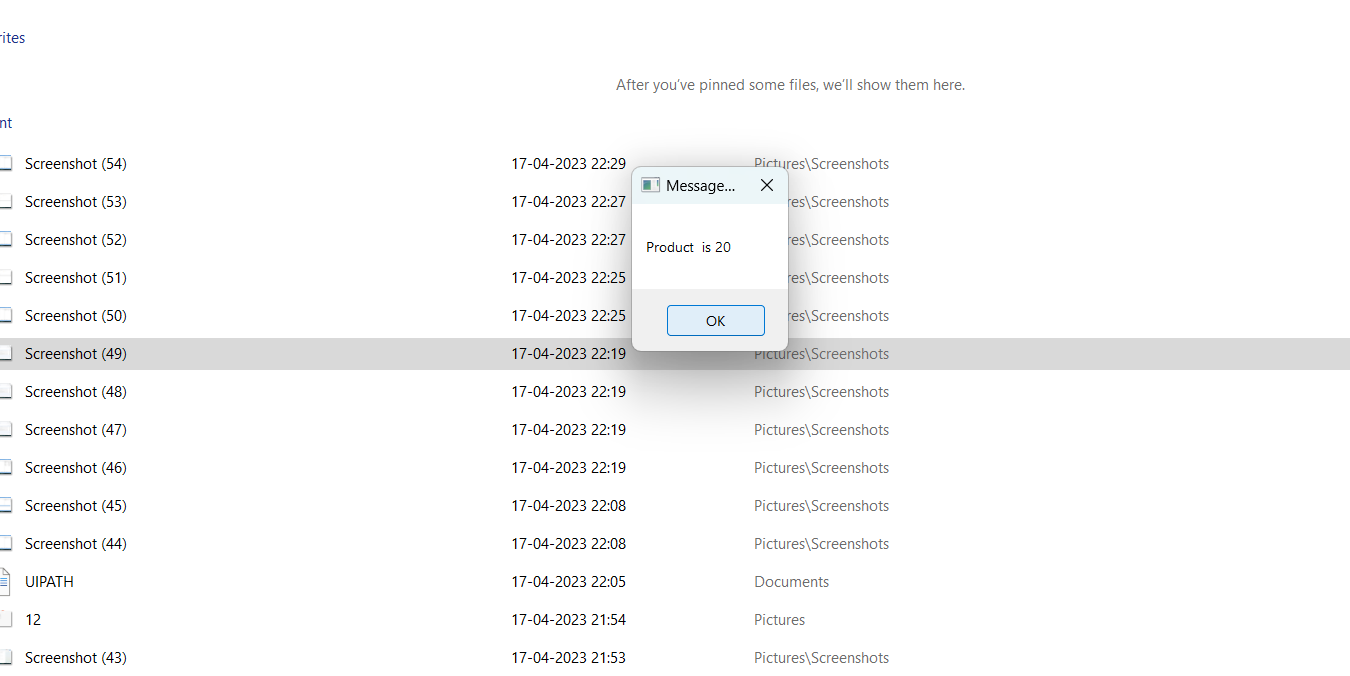 rites
After you've pinned some files, we'll show them here.
nt
Screenshot (54) 17-04-2023 22:29 Pictures\Screenshots
Message...
Screenshot (53) 17-04-2023 22:27 res\Screenshots
Screenshot (52) 17-04-2023 22:27 res\Screenshots
Product is 20
Screenshot (51) 17-04-2023 22:25 res\Screenshots
Screenshot (50) 17-04-2023 22:25 res\Screenshots
OK
Screenshot (49) 17-04-2023 22:19 Pictures\Screenshots
Screenshot (48) 17-04-2023 22:19 Pictures\Screenshots
Screenshot (47) 17-04-2023 22:19 Pictures\Screenshots
Screenshot (46) 17-04-2023 22:19 Pictures\Screenshots
Screenshot (45) 17-04-2023 22:08 Pictures\Screenshots
Screenshot (44) 17-04-2023 22:08 Pictures\Screenshots
UIPATH 17-04-2023 22:05 Documents
12 17-04-2023 21:54 Pictures
Screenshot (43) 17-04-2023 21:53 Pictures\Screenshots